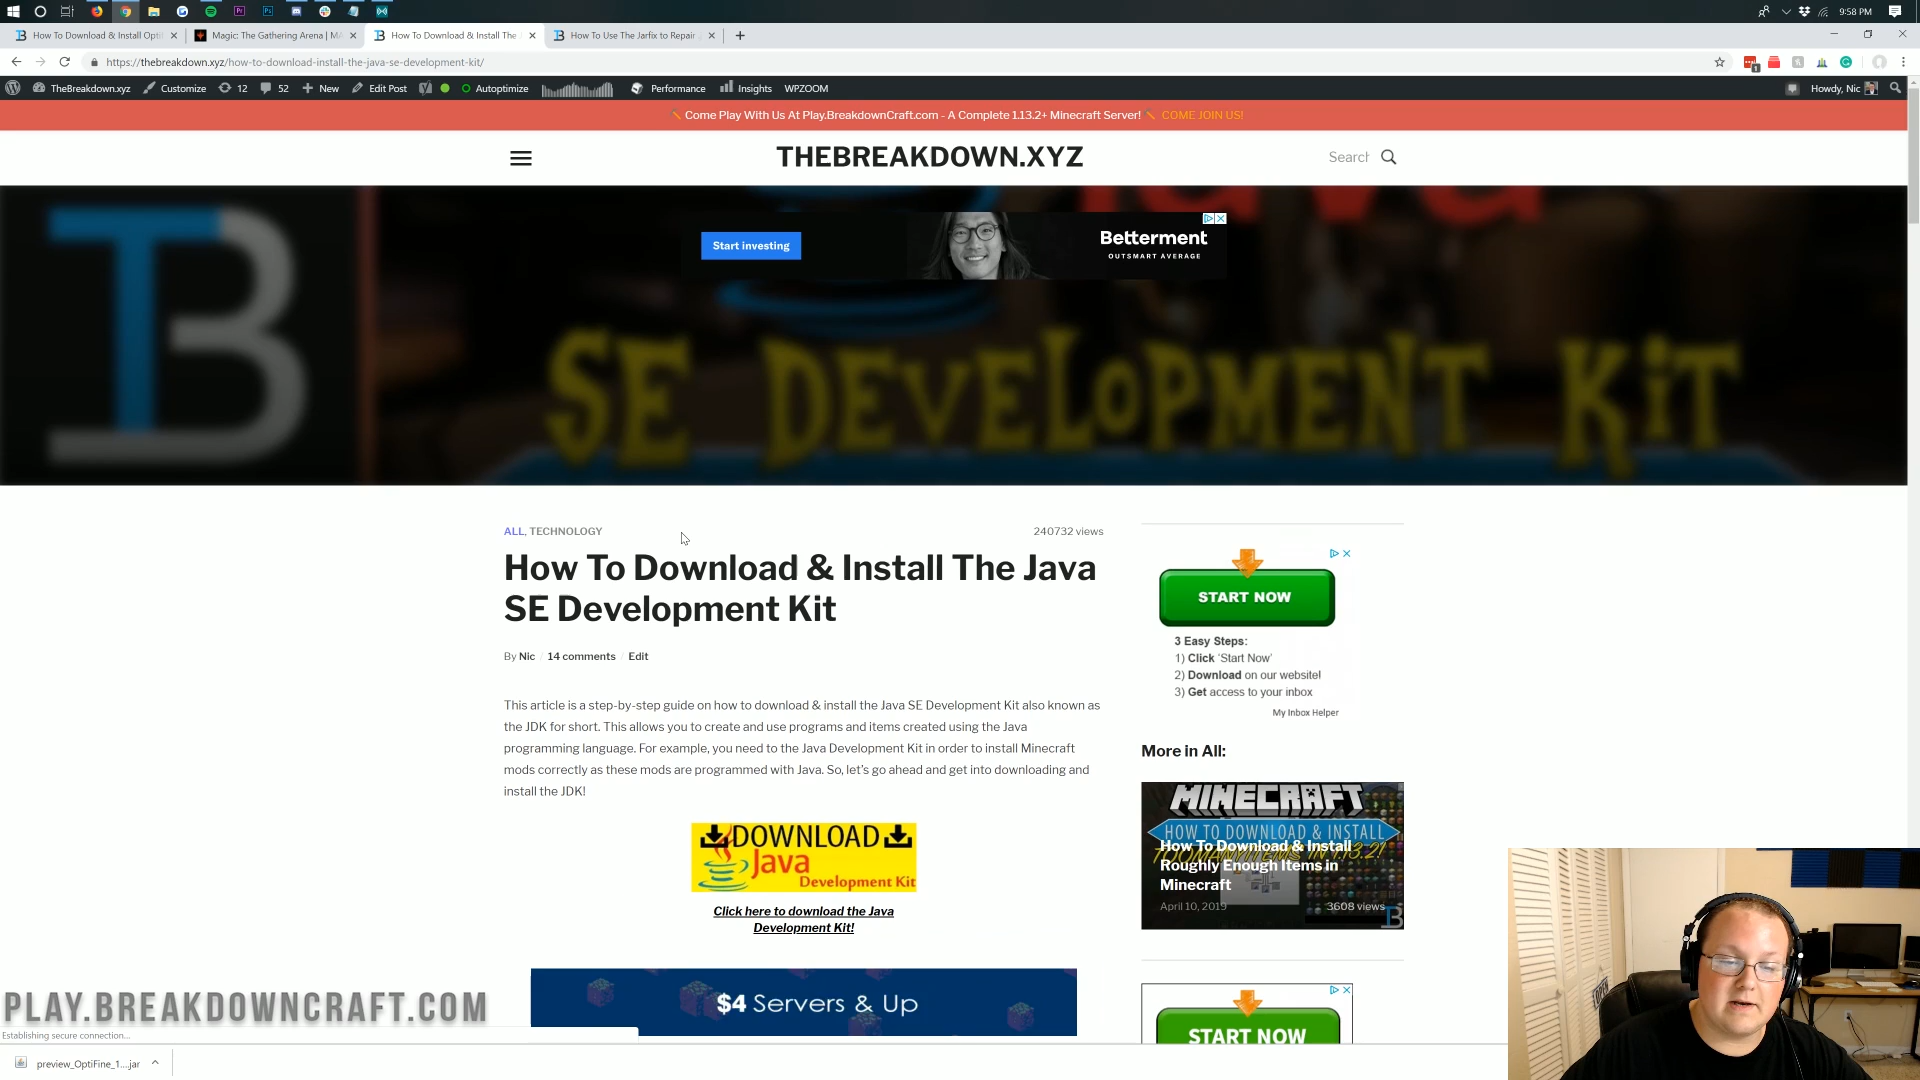 9:58 PM
How To Download & Install Opti
Magic: The Gathering Arena | MA
How To Download & Install The
How To Use The Jarfix to Repair
https://thebreakdown.xyz/how-to-download-install-the-java-se-development-kit/
TheBreakdown.xyz Customize 12 52 New Edit Post Autoptimize Performance Insights WPZOOM Howdy, Nic
Come Play With Us At Play.BreakdownCraft.com - A Complete 1.13.2+ Minecraft Server! COME JOIN US!
THEBREAKDOWN.XYZ
Search
Start investing
Betterment
OUTSMART AVERAGE
SE DEVELOPMENT KIT
ALL, TECHNOLOGY
240732 views
How To Download & Install The Java
SE Development Kit
By Nic / 14 comments / Edit
This article is a step-by-step guide on how to download & install the Java SE Development Kit also known as
the JDK for short. This allows you to create and use programs and items created using the Java
programming language. For example, you need to the Java Development Kit in order to install Minecraft
mods correctly as these mods are programmed with Java. So, let's go ahead and get into downloading and
install the JDK!
DOWNLOAD
Java
Development Kit
Click here to download the Java
Development Kit!
$4 Servers & Up
START NOW
3 Easy Steps:
1) Click 'Start Now'
2) Download on our website!
3) Get access to your inbox
My Inbox Helper
More in All:
MINECRAFT
HOW TO DOWNLOAD & INSTALL
TOOMANYITEMS IN 1.13.2!
How To Download & Install
Roughly Enough Items in
Minecraft
April 10, 2019
3608 views
START NOW
PLAY.BREAKDOWNCRAFT.COM
Establishing secure connection...
preview_OptiFine_1....jar